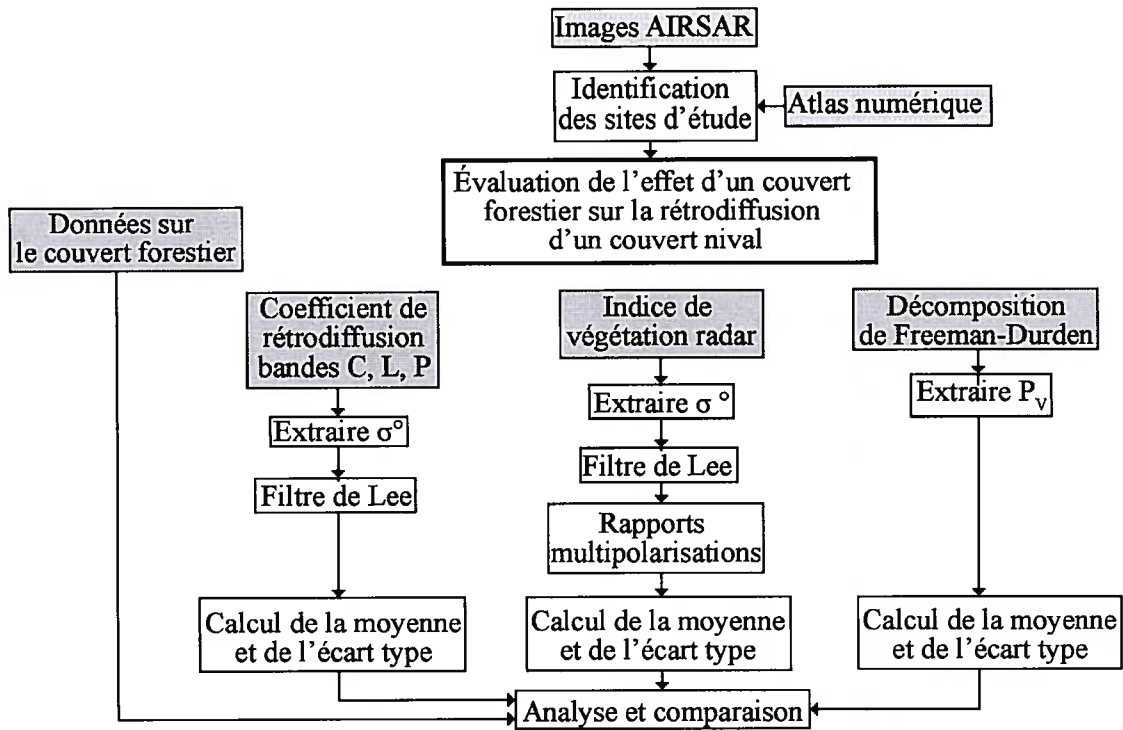 Images AIRSAR
Identification
des sites d'étude
Atlas numérique
Évaluation de l'effet d'un couvert
forestier sur la rétrodiffusion
d'un couvert nival
Données sur
le couvert forestier
Coefficient de
rétrodiffusion
bandes C, L, P
Extraire σ°
Filtre de Lee
Calcul de la moyenne
et de l'écart type
Indice de
végétation radar
Extraire σ °
Filtre de Lee
Rapports
multipolarisations
Calcul de la moyenne
et de l'écart type
Décomposition
de Freeman-Durden
Extraire Pv
Calcul de la moyenne
et de l'écart type
Analyse et comparaison